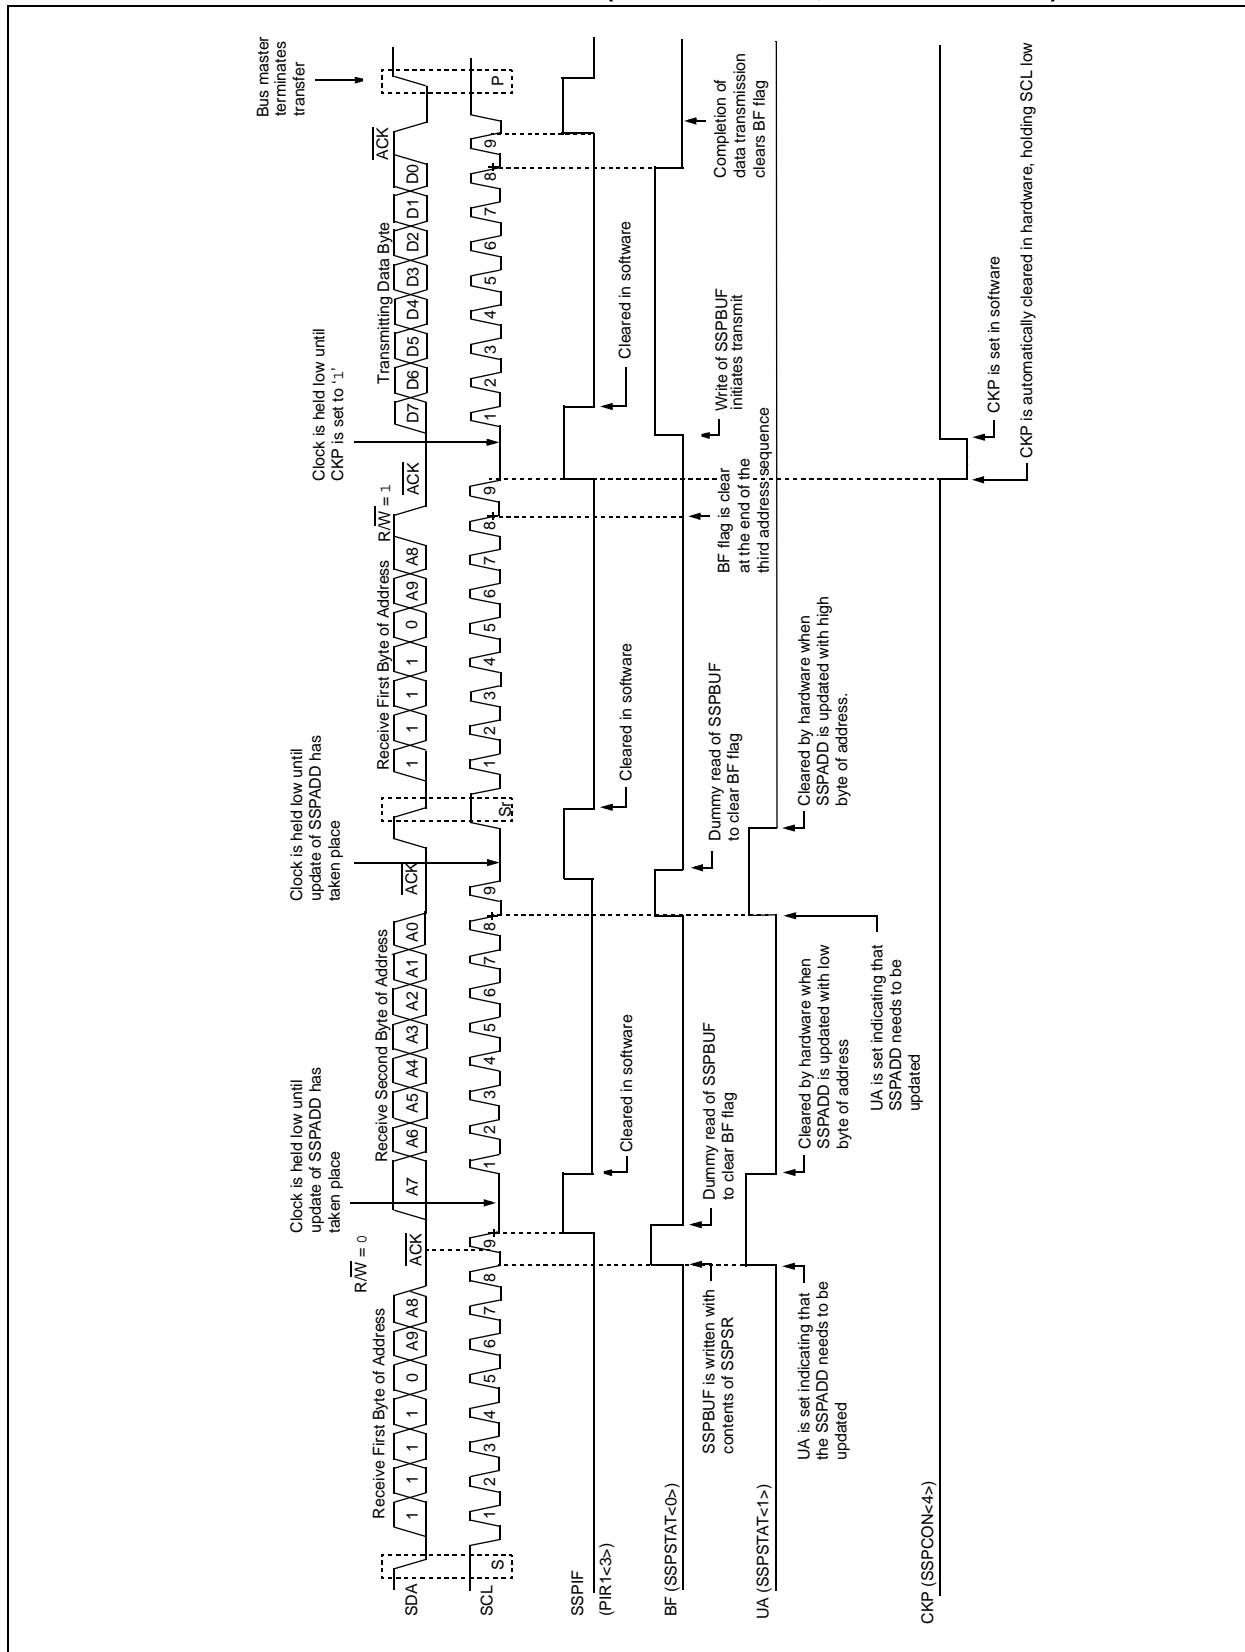 Receive First Byte of Address
R/W = 0
Clock is held low until
update of SSPADD has
taken place
Receive Second Byte of Address
Clock is held low until
update of SSPADD has
taken place
Receive First Byte of Address
R/W = 1
Clock is held low until
CKP is set to ‘1’
Transmitting Data Byte
ACK
Bus master
terminates
transfer
SDA
1 1 1 1 0 A9 A8 ACK A7 A6 A5 A4 A3 A2 A1 A0 ACK 1 1 1 1 0 A9 A8 ACK D7 D6 D5 D4 D3 D2 D1 D0
SCL
S 1 2 3 4 5 6 7 8 9 1 2 3 4 5 6 7 8 9 Sr 1 2 3 4 5 6 7 8 9 1 2 3 4 5 6 7 8 9 P
SSPIF
(PIR1<3>)
Cleared in software
Cleared in software
Cleared in software
BF (SSPSTAT<0>)
SSPBUF is written with
contents of SSPSR
Dummy read of SSPBUF
to clear BF flag
Dummy read of SSPBUF
to clear BF flag
BF flag is clear
at the end of the
third address sequence
Write of SSPBUF
initiates transmit
Completion of
data transmission
clears BF flag
UA (SSPSTAT<1>)
UA is set indicating that
the SSPADD needs to be
updated
Cleared by hardware when
SSPADD is updated with low
byte of address
UA is set indicating that
SSPADD needs to be
updated
Cleared by hardware when
SSPADD is updated with high
byte of address.
CKP (SSPCON<4>)
CKP is set in software
CKP is automatically cleared in hardware, holding SCL low